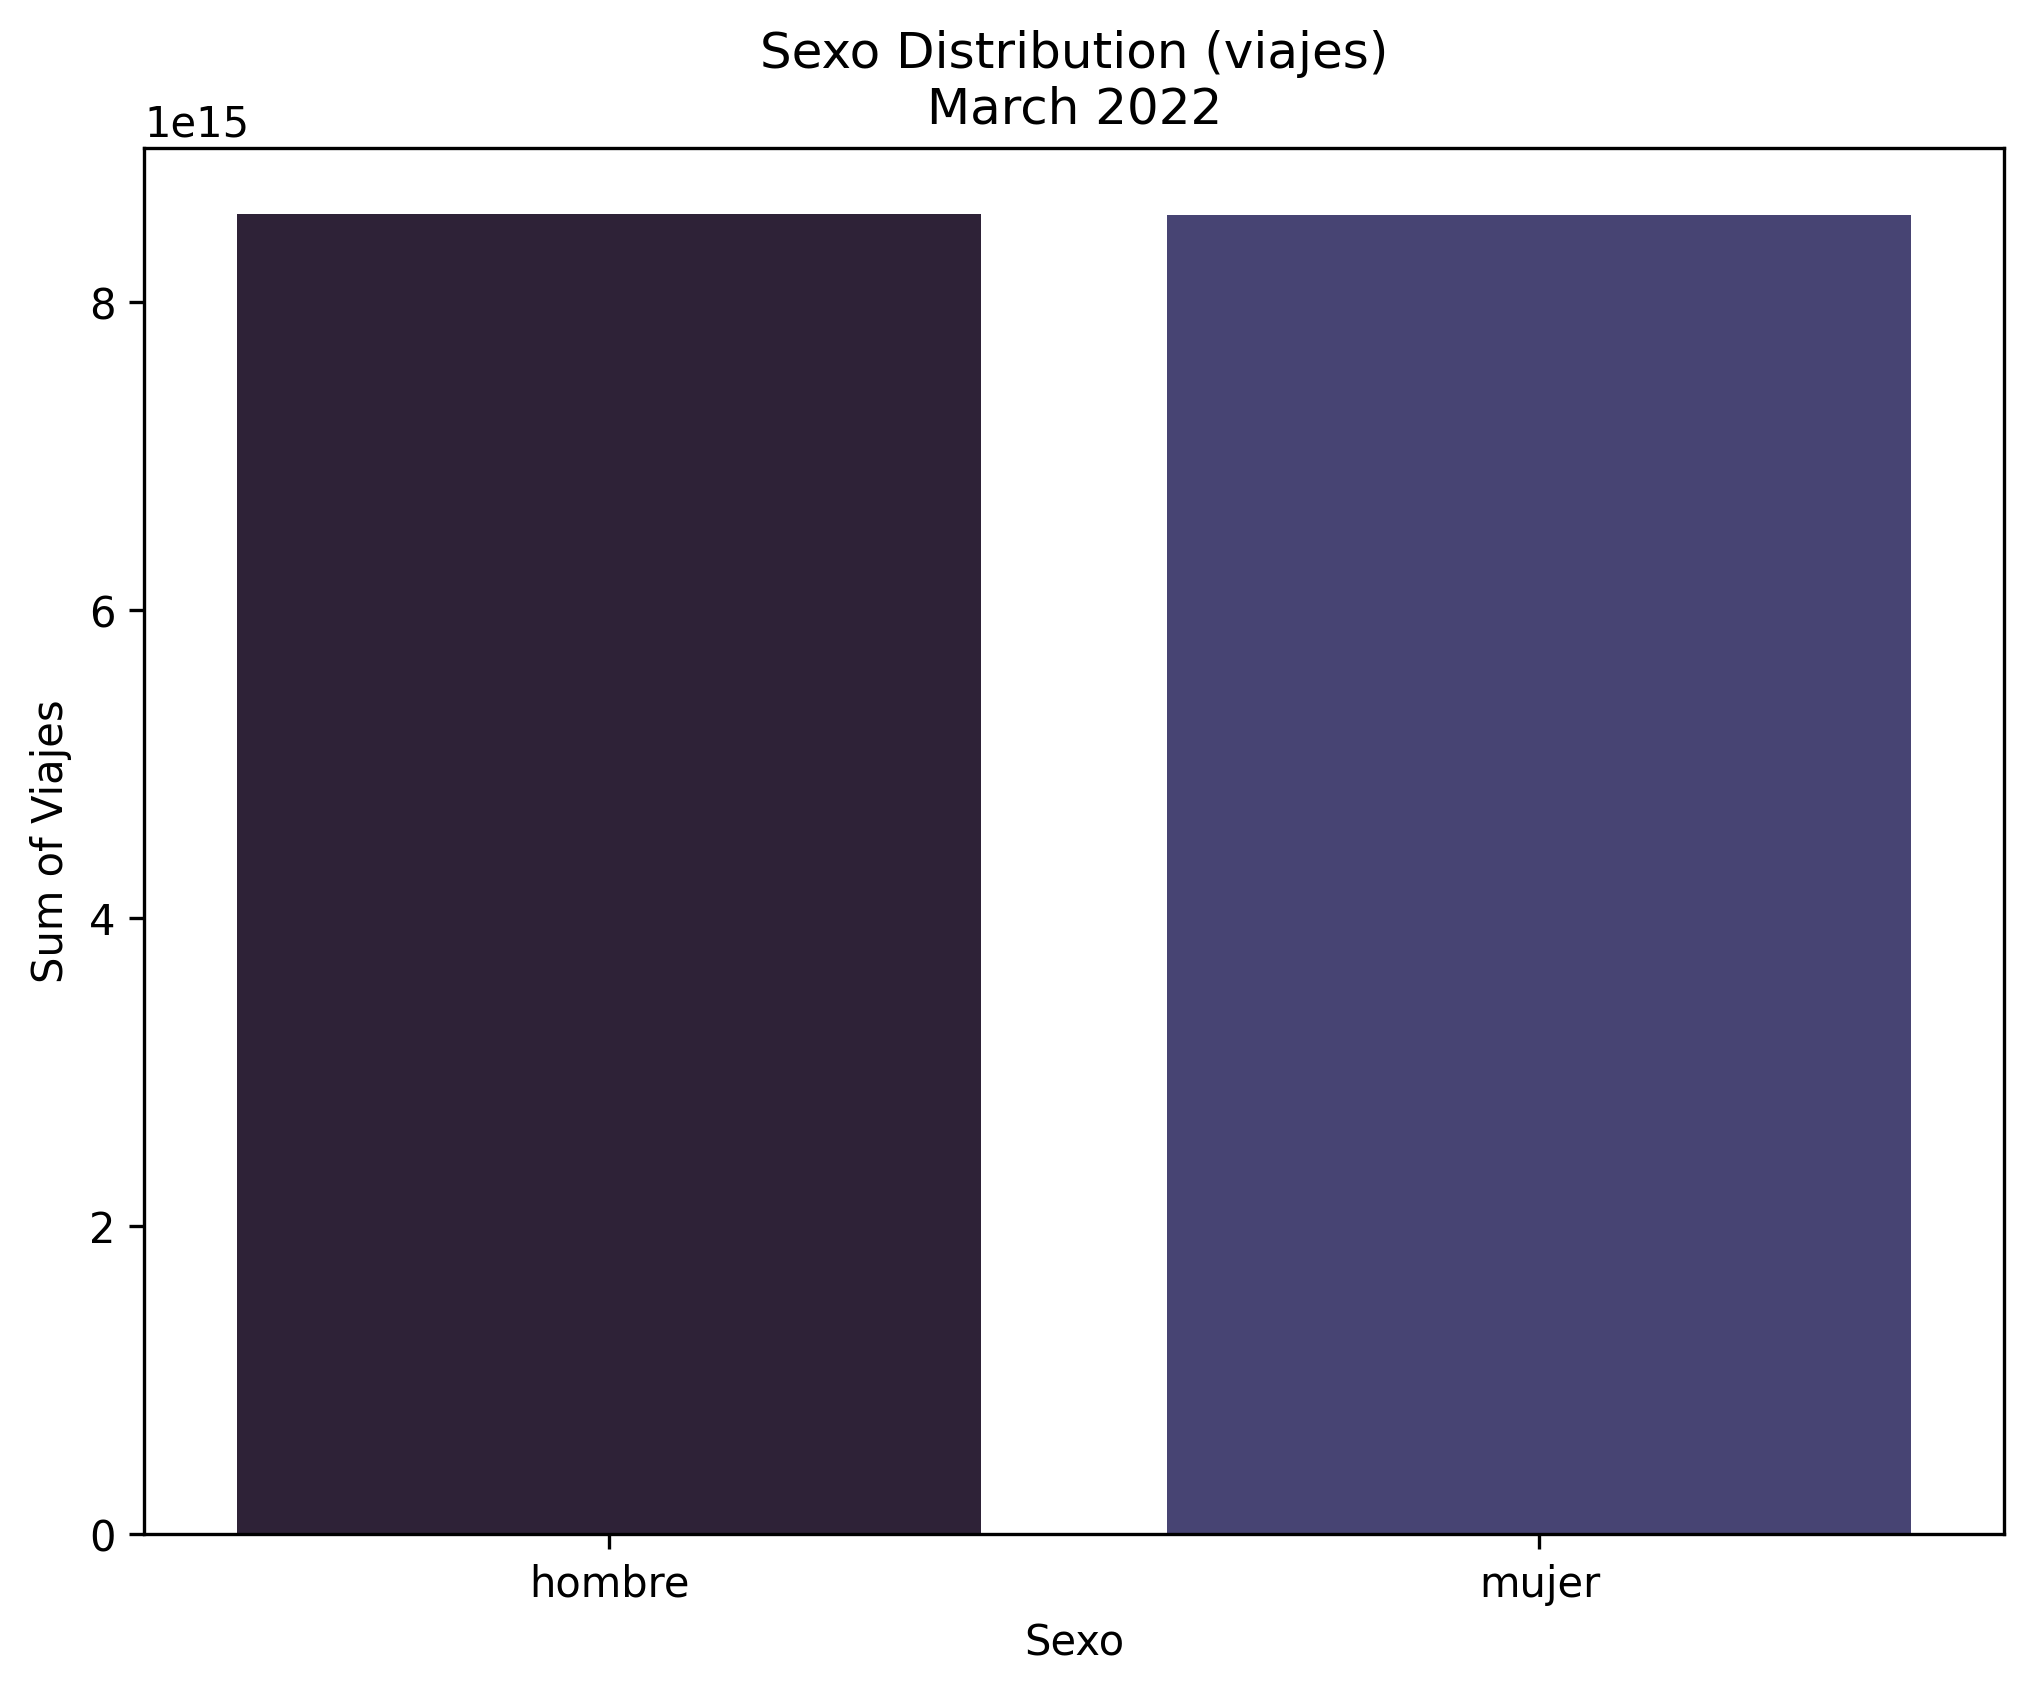 Sexo Distribution (viajes)
March 2022
1e15
8
6
4
2
0
Sum of Viajes
hombre
mujer
Sexo